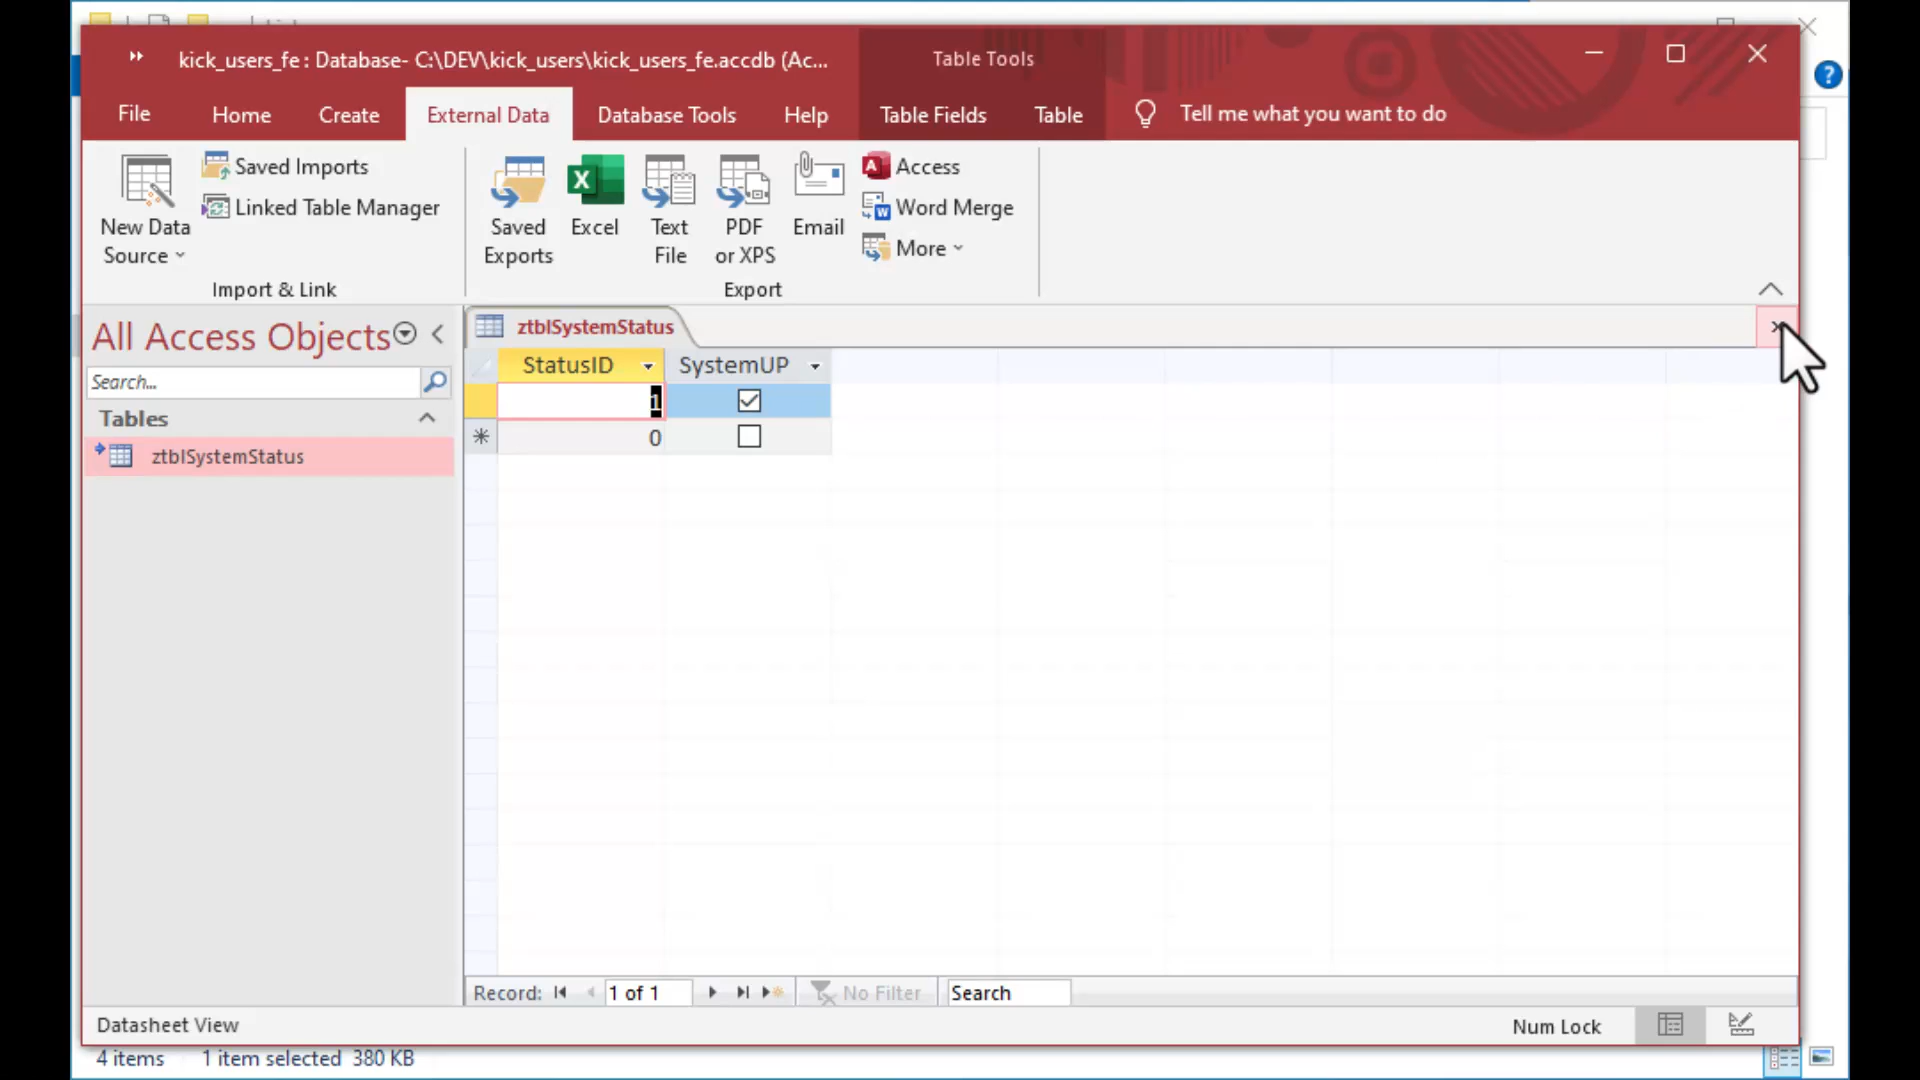 kick_users_fe : Database- C:\DEV\kick_users\kick_users_fe.accdb (Ac...
Table Tools
File
Home
Create
External Data
Database Tools
Help
Table Fields
Table
Tell me what you want to do
New Data
Source
Saved Imports
Linked Table Manager
Import & Link
Saved
Exports
Excel
Text
File
PDF
or XPS
Email
Access
Word Merge
More
Export
All Access Objects
Search...
Tables
ztblSystemStatus
ztblSystemStatus
StatusID
SystemUP
1
0
Record:
1 of 1
No Filter
Search
Datasheet View
Num Lock
4 items
1 item selected 380 KB